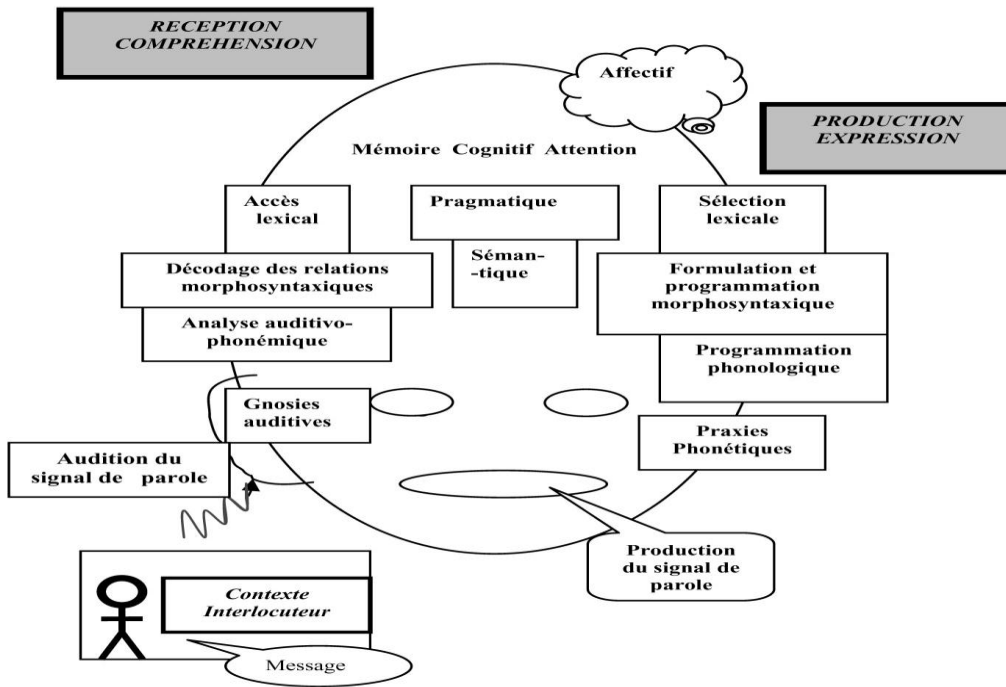 RECEPTION
COMPREHENSION
Affectif
PRODUCTION
EXPRESSION
Mémoire Cognitif Attention
Accès
lexical
Pragmatique
Sélection
lexicale
Décodage des relations
morphosyntaxiques
Séman-
-tique
Formulation et
programmation
morphosyntaxique
Analyse auditivo-
phonémique
Programmation
phonologique
Gnosies
auditives
Praxies
Phonétiques
Audition du
signal de parole
Production
du signal de
parole
Contexte
Interlocuteur
Message